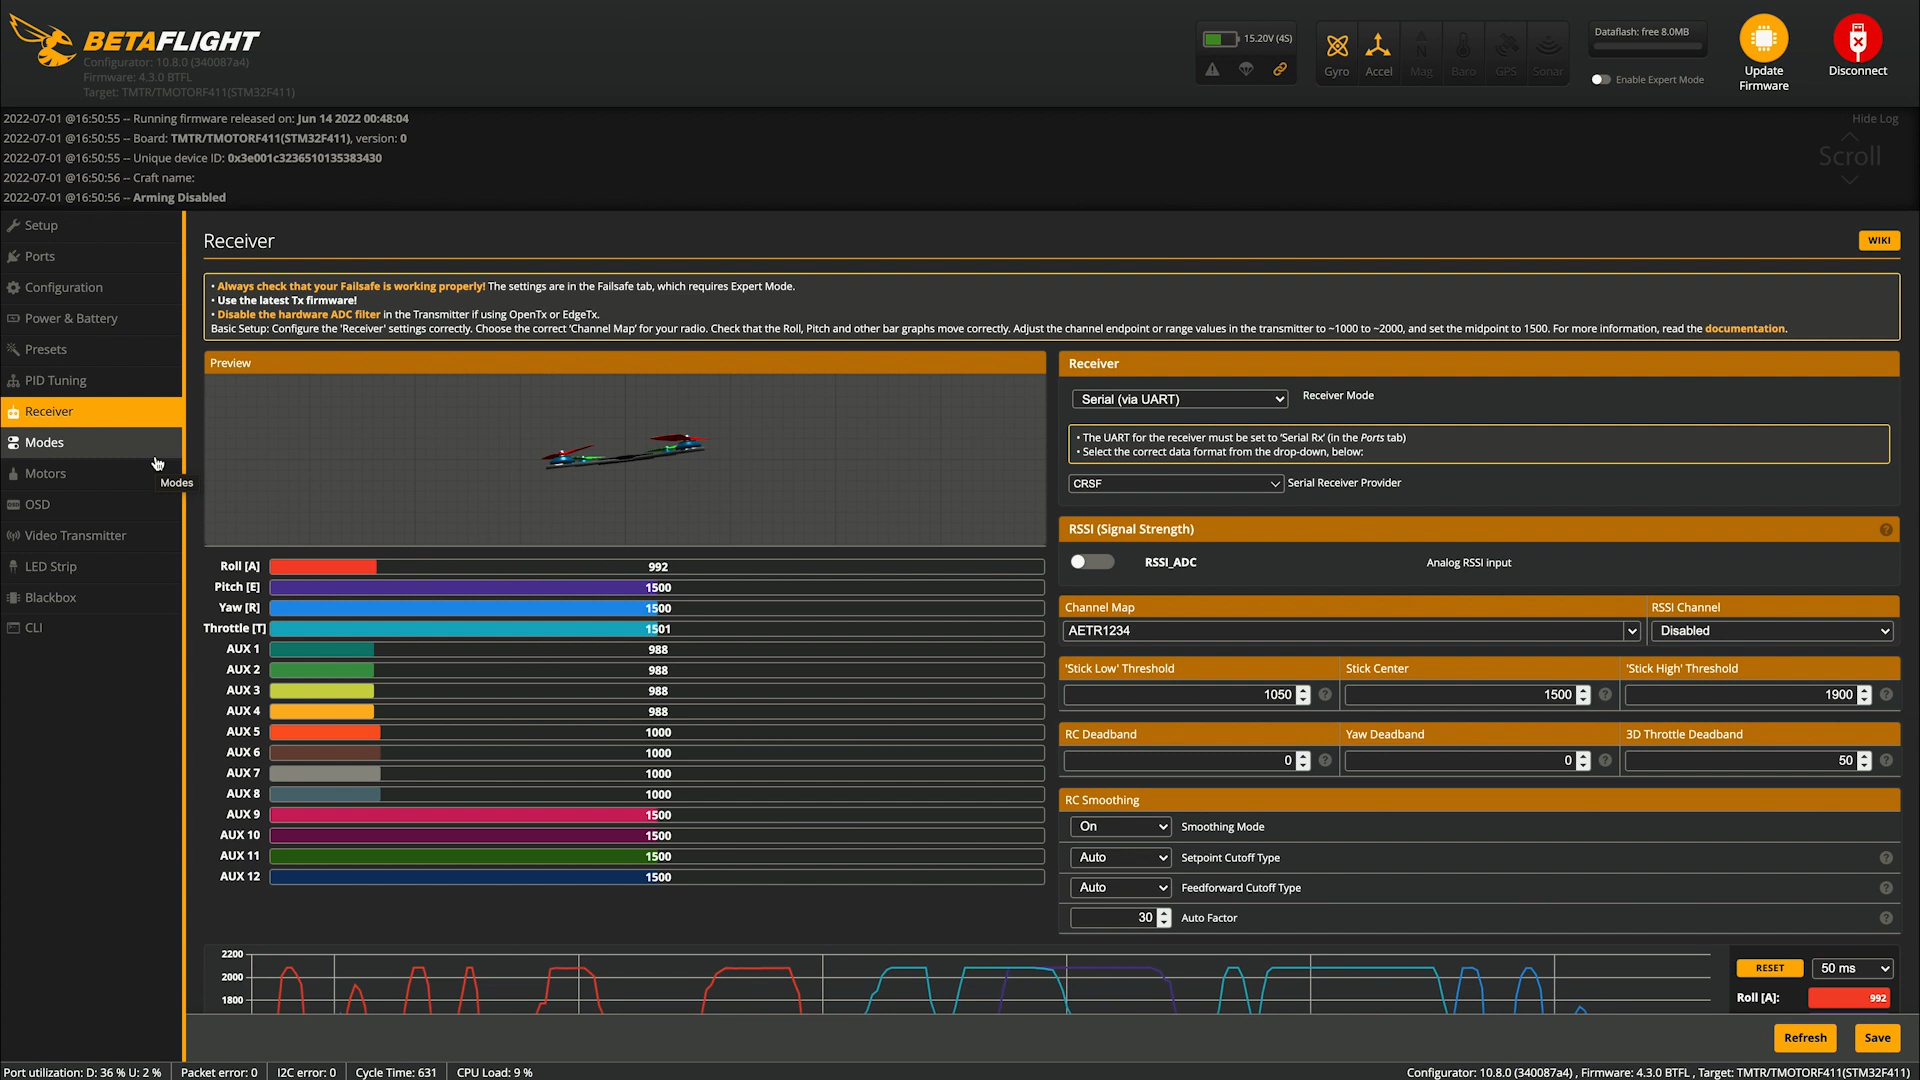 BETAFLIGHT
Configurator: 10.8.0 (340087a4)
Firmware: 4.3.0 BTFL
Target: TMTR/TMOTORF411(STM32F411)
15.20V (4S)
Gyro
Accel
Mag
Baro
GPS
Sonar
Dataflash: free 8.0MB
Enable Expert Mode
Update
Firmware
Disconnect
2022-07-01 @16:50:55 -- Running firmware released on: Jun 14 2022 00:48:04
2022-07-01 @16:50:55 -- Board: TMTR/TMOTORF411(STM32F411), version: 0
2022-07-01 @16:50:55 -- Unique device ID: 0x3e001c3236510135383430
2022-07-01 @16:50:56 -- Craft name:
2022-07-01 @16:50:56 -- Arming Disabled
Hide Log
Scroll
Setup
Ports
Configuration
Power & Battery
Presets
PID Tuning
Receiver
Modes
Motors
Modes
OSD
Video Transmitter
LED Strip
Blackbox
CLI
Receiver
WIKI
• Always check that your Failsafe is working properly! The settings are in the Failsafe tab, which requires Expert Mode.
• Use the latest Tx firmware!
• Disable the hardware ADC filter in the Transmitter if using OpenTx or EdgeTx.
Basic Setup: Configure the 'Receiver' settings correctly. Choose the correct 'Channel Map' for your radio. Check that the Roll, Pitch and other bar graphs move correctly. Adjust the channel endpoint or range values in the transmitter to ~1000 to ~2000, and set the midpoint to 1500. For more information, read the documentation.
Preview
Roll [A] 992
Pitch [E] 1500
Yaw [R] 1500
Throttle [T] 1501
AUX 1 988
AUX 2 988
AUX 3 988
AUX 4 988
AUX 5 1000
AUX 6 1000
AUX 7 1000
AUX 8 1000
AUX 9 1500
AUX 10 1500
AUX 11 1500
AUX 12 1500
Receiver
Serial (via UART) Receiver Mode
• The UART for the receiver must be set to 'Serial Rx' (in the Ports tab)
• Select the correct data format from the drop-down, below:
CRSF Serial Receiver Provider
RSSI (Signal Strength)
RSSI_ADC Analog RSSI input
Channel Map RSSI Channel
AETR1234 Disabled
'Stick Low' Threshold Stick Center 'Stick High' Threshold
1050 1500 1900
RC Deadband Yaw Deadband 3D Throttle Deadband
0 0 50
RC Smoothing
On Smoothing Mode
Auto Setpoint Cutoff Type
Auto Feedforward Cutoff Type
30 Auto Factor
2200
2000
1800
RESET 50 ms
Roll [A]: 992
Refresh Save
Port utilization: D: 36 % U: 2 % Packet error: 0 I2C error: 0 Cycle Time: 631 CPU Load: 9 %
Configurator: 10.8.0 (340087a4) , Firmware: 4.3.0 BTFL , Target: TMTR/TMOTORF411(STM32F411)